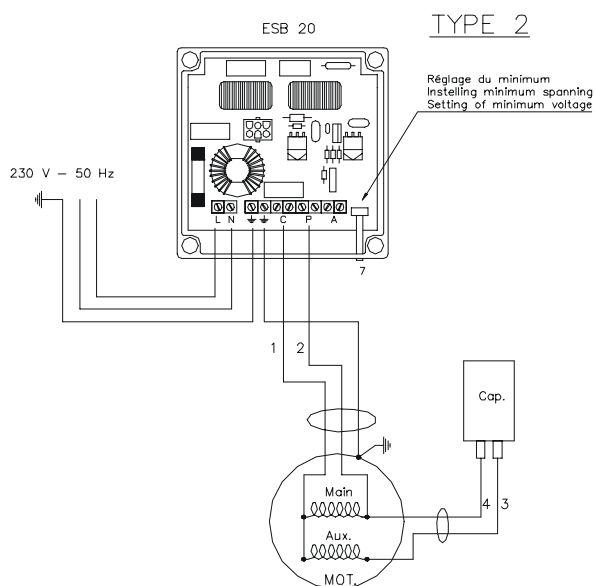 ESB 20
TYPE 2
Réglage du minimum
Instelling minimum spanning
Setting of minimum voltage
230 V – 50 Hz
L N C P A
7
1 2
Cap.
4 3
Main
Aux.
MOT.